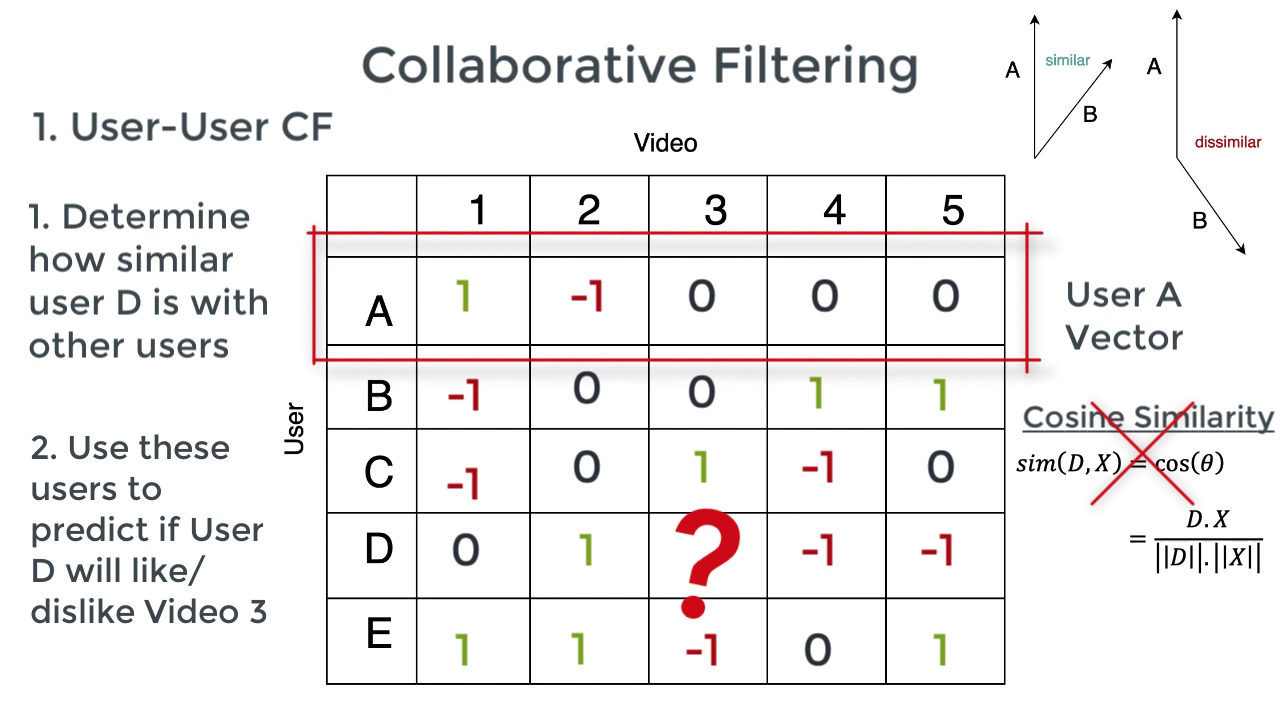 Collaborative Filtering
1. User-User CF
1. Determine
how similar
user D is with
other users
2. Use these
users to
predict if User
D will like/
dislike Video 3
Video
User
1 2 3 4 5
A 1 -1 0 0 0
B -1 0 0 1 1
C -1 0 1 -1 0
D 0 1 ? -1 -1
E 1 1 -1 0 1
A similar B
A dissimilar B
User A
Vector
Cosine Similarity
sim(D, X) = cos(θ)
= D.X / ||D||.||X||